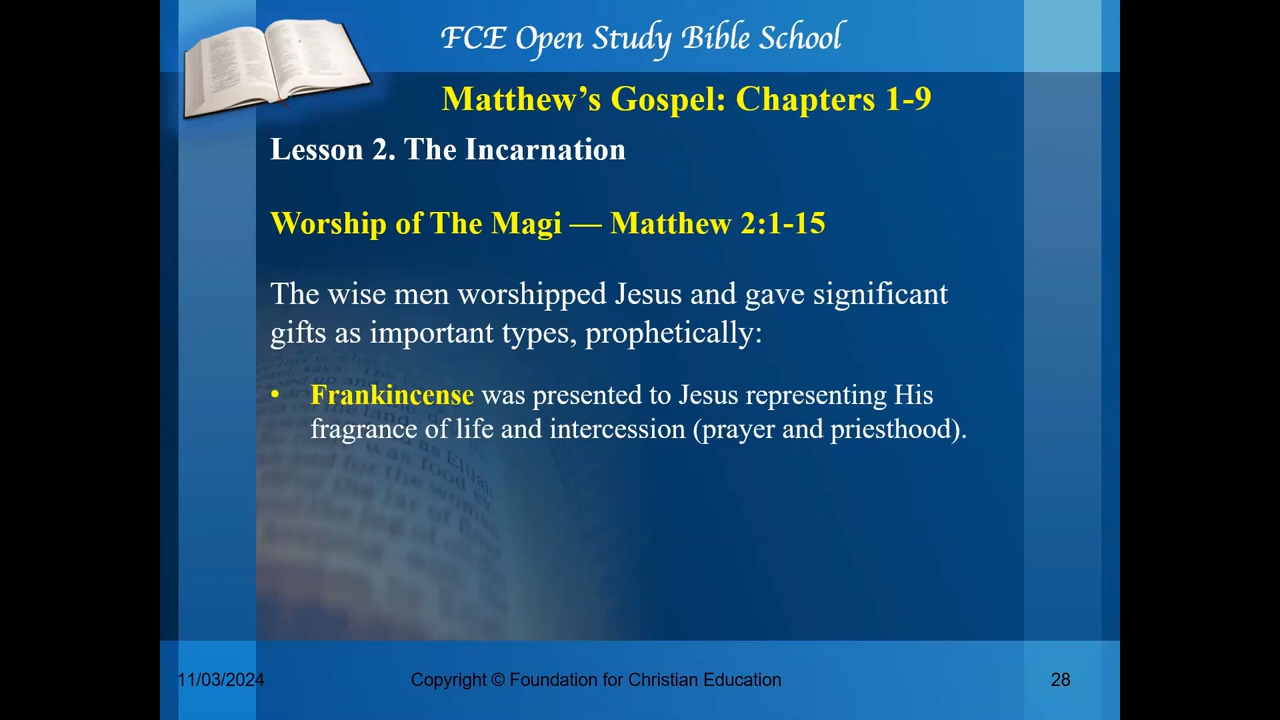 FCE Open Study Bible School
Matthew’s Gospel: Chapters 1-9
Lesson 2. The Incarnation
Worship of The Magi — Matthew 2:1-15
The wise men worshipped Jesus and gave significant
gifts as important types, prophetically:
• Frankincense was presented to Jesus representing His
fragrance of life and intercession (prayer and priesthood).
11/03/2024 Copyright © Foundation for Christian Education 28